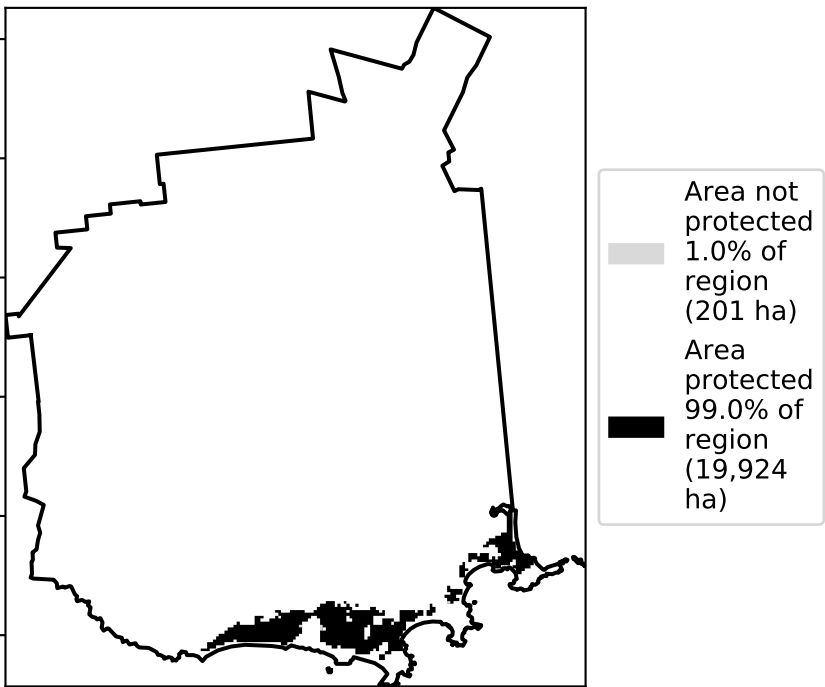 Area not
protected
1.0% of
region
(201 ha)
Area
protected
99.0% of
region
(19,924
ha)